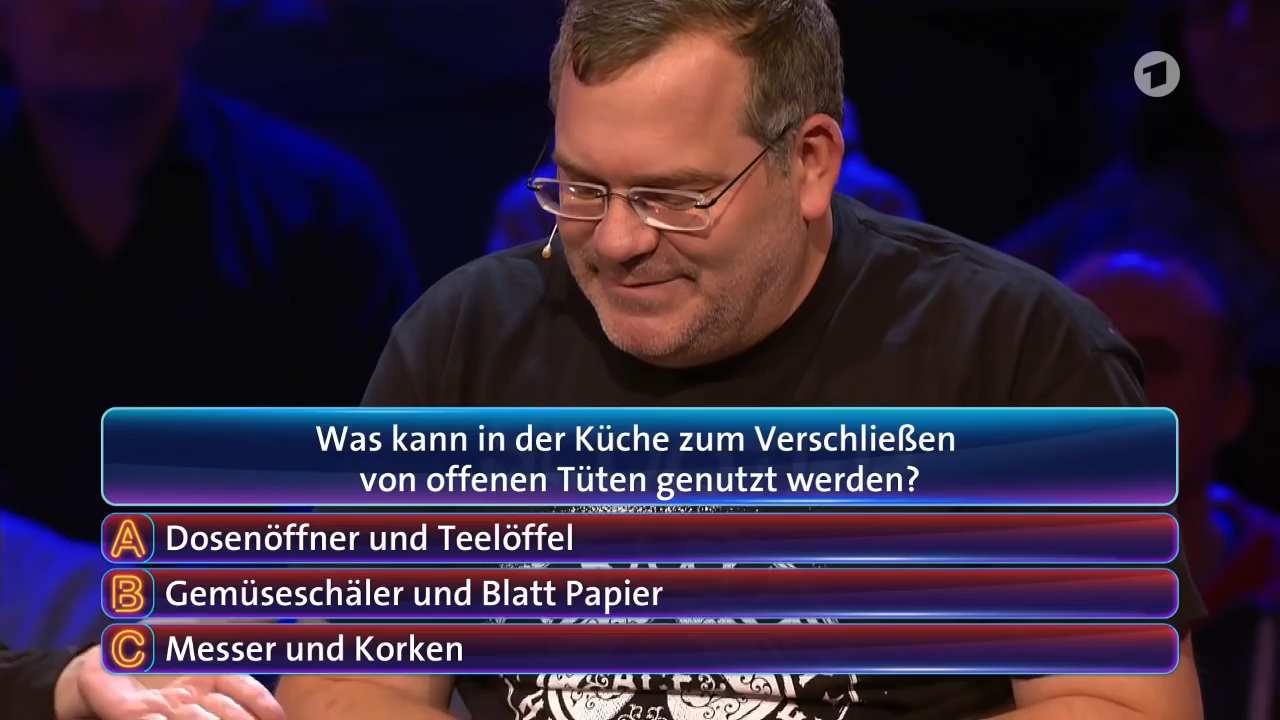 Was kann in der Küche zum Verschließen
von offenen Tüten genutzt werden?
A Dosenöffner und Teelöffel
B Gemüseschäler und Blatt Papier
C Messer und Korken